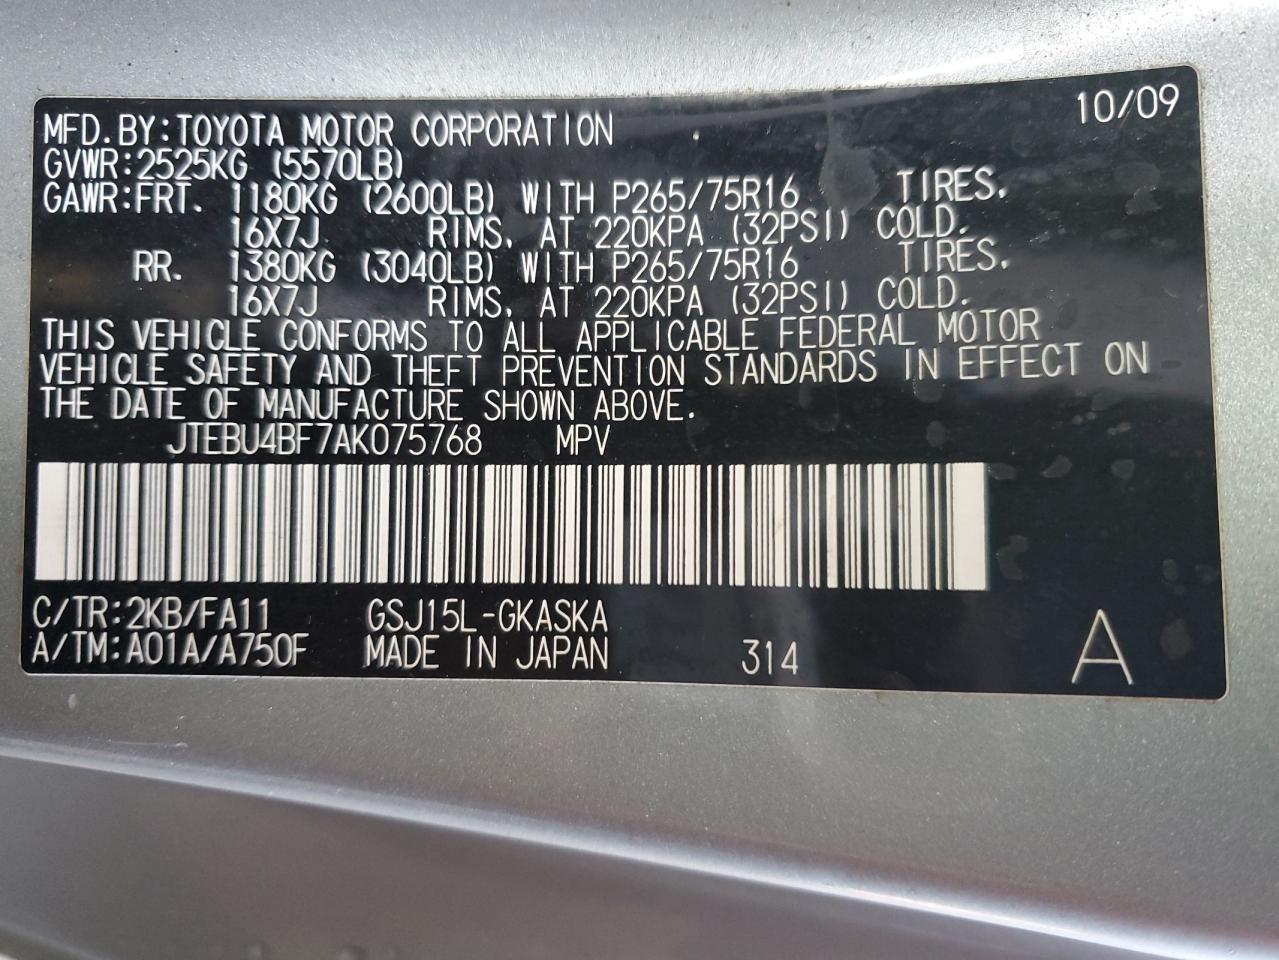 10/09
MFD.BY:TOYOTA MOTOR CORPORATION
GVWR:2525KG (5570LB)
GAWR:FRT. 1180KG (2600LB) WITH P265/75R16 TIRES.
16X7J RIMS. AT 220KPA (32PSI) COLD.
RR. 1380KG (3040LB) WITH P265/75R16 TIRES.
16X7J RIMS. AT 220KPA (32PSI) COLD.
THIS VEHICLE CONFORMS TO ALL APPLICABLE FEDERAL MOTOR
VEHICLE SAFETY AND THEFT PREVENTION STANDARDS IN EFFECT ON
THE DATE OF MANUFACTURE SHOWN ABOVE.
JTEBU4BF7AK075768 MPV
C/TR:2KB/FA11 GSJ15L-GKASKA
A/TM:A01A/A750F MADE IN JAPAN 314 A